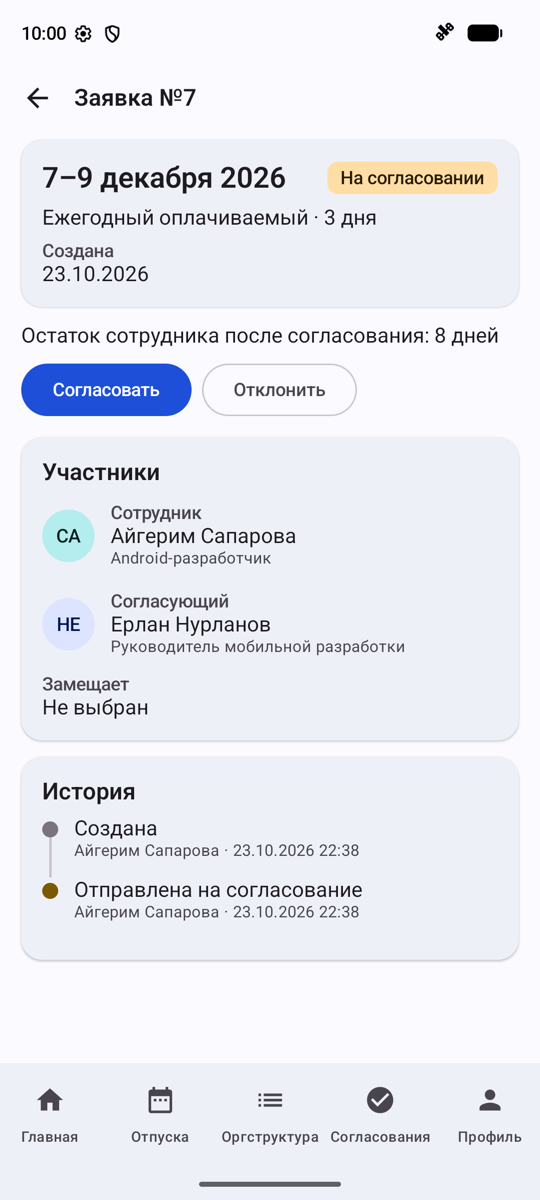 10:00
Заявка №7
7–9 декабря 2026
На согласовании
Ежегодный оплачиваемый · 3 дня
Создана
23.10.2026
Остаток сотрудника после согласования: 8 дней
Согласовать
Отклонить
Участники
СА
Сотрудник
Айгерим Сапарова
Android-разработчик
НЕ
Согласующий
Ерлан Нурланов
Руководитель мобильной разработки
Замещает
Не выбран
История
Создана
Айгерим Сапарова · 23.10.2026 22:38
Отправлена на согласование
Айгерим Сапарова · 23.10.2026 22:38
Главная
Отпуска
Оргструктура
Согласования
Профиль